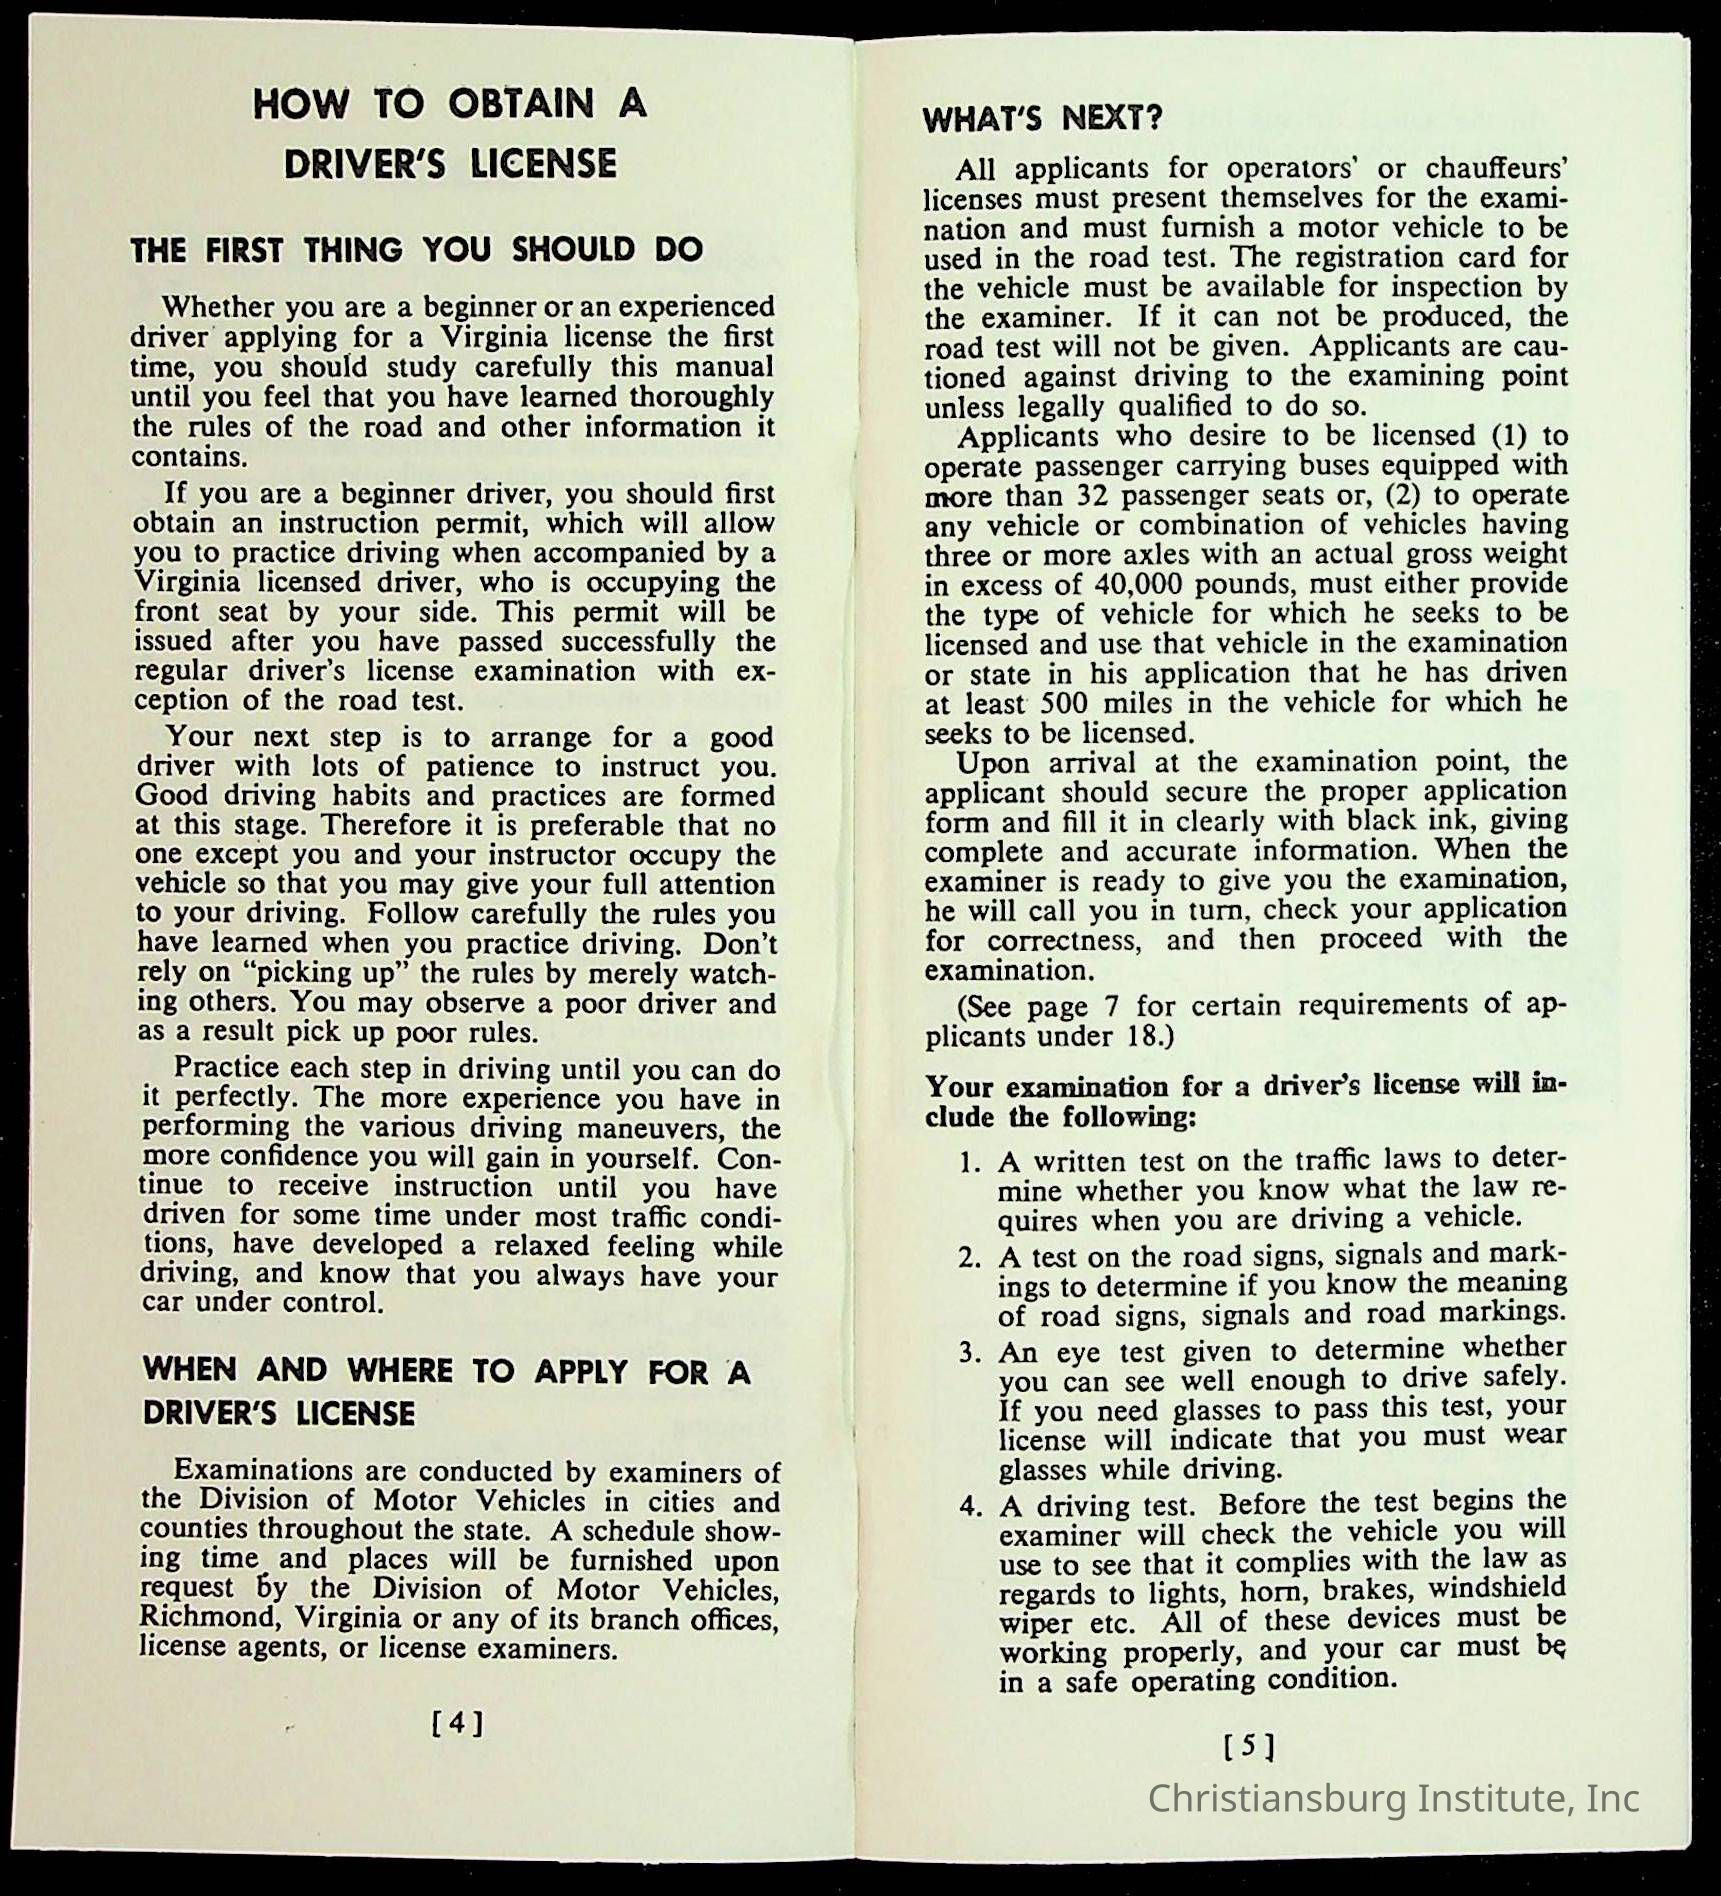 HOW TO OBTAIN A
DRIVER'S LICENSE
THE FIRST THING YOU SHOULD DO
Whether you are a beginner or an experienced
driver applying for a Virginia license the first
time, you should study carefully this manual
until you feel that you have learned thoroughly
the rules of the road and other information it
contains.
If you are a beginner driver, you should first
obtain an instruction permit, which will allow
you to practice driving when accompanied by a
Virginia licensed driver, who is occupying the
front seat by your side. This permit will be
issued after you have passed successfully the
regular driver's license examination with ex-
ception of the road test.
Your next step is to arrange for a good
driver with lots of patience to instruct you.
Good driving habits and practices are formed
at this stage. Therefore it is preferable that no
one except you and your instructor occupy the
vehicle so that you may give your full attention
to your driving. Follow carefully the rules you
have learned when you practice driving. Don't
rely on "picking up" the rules by merely watch-
ing others. You may observe a poor driver and
as a result pick up poor rules.
Practice each step in driving until you can do
it perfectly. The more experience you have in
performing the various driving maneuvers, the
more confidence you will gain in yourself. Con-
tinue to receive instruction until you have
driven for some time under most traffic condi-
tions, have developed a relaxed feeling while
driving, and know that you always have your
car under control.
WHEN AND WHERE TO APPLY FOR A
DRIVER'S LICENSE
Examinations are conducted by examiners of
the Division of Motor Vehicles in cities and
counties throughout the state. A schedule show-
ing time and places will be furnished upon
request by the Division of Motor Vehicles,
Richmond, Virginia or any of its branch offices,
license agents, or license examiners.
[ 4 ]
WHAT'S NEXT?
All applicants for operators' or chauffeurs'
licenses must present themselves for the exami-
nation and must furnish a motor vehicle to be
used in the road test. The registration card for
the vehicle must be available for inspection by
the examiner. If it can not be produced, the
road test will not be given. Applicants are cau-
tioned against driving to the examining point
unless legally qualified to do so.
Applicants who desire to be licensed (1) to
operate passenger carrying buses equipped with
more than 32 passenger seats or, (2) to operate
any vehicle or combination of vehicles having
three or more axles with an actual gross weight
in excess of 40,000 pounds, must either provide
the type of vehicle for which he seeks to be
licensed and use that vehicle in the examination
or state in his application that he has driven
at least 500 miles in the vehicle for which he
seeks to be licensed.
Upon arrival at the examination point, the
applicant should secure the proper application
form and fill it in clearly with black ink, giving
complete and accurate information. When the
examiner is ready to give you the examination,
he will call you in turn, check your application
for correctness, and then proceed with the
examination.
(See page 7 for certain requirements of ap-
plicants under 18.)
Your examination for a driver's license will in-
clude the following:
1. A written test on the traffic laws to deter-
mine whether you know what the law re-
quires when you are driving a vehicle.
2. A test on the road signs, signals and mark-
ings to determine if you know the meaning
of road signs, signals and road markings.
3. An eye test given to determine whether
you can see well enough to drive safely.
If you need glasses to pass this test, your
license will indicate that you must wear
glasses while driving.
4. A driving test. Before the test begins the
examiner will check the vehicle you will
use to see that it complies with the law as
regards to lights, horn, brakes, windshield
wiper etc. All of these devices must be
working properly, and your car must be
in a safe operating condition.
[ 5 ]
Christiansburg Institute, Inc